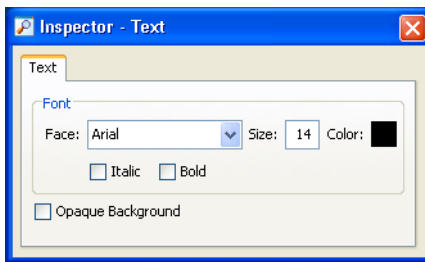 Inspector - Text
Text
Font
Face: Arial Size: 14 Color:
Italic Bold
Opaque Background